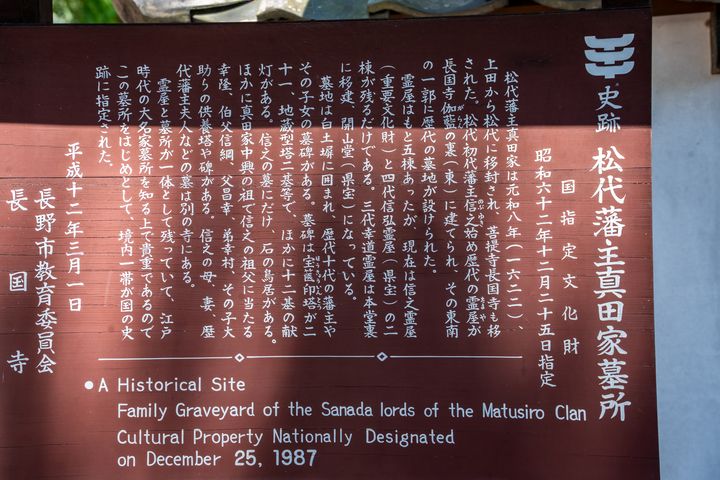 史跡 松代藩主真田家墓所
国指定文化財
昭和六十二年十二月二十五日指定
松代藩主真田家は元和八年（一六二二）、
上田から松代に移封され、菩提寺長国寺も移
された。松代初代藩主信之始め歴代の霊屋が
長国寺伽藍の裏（東）に建てられ、その東南
の一郭に歴代の墓地が設けられた。
霊屋はもと五棟あったが、現在は信之霊屋
（重要文化財）と四代信弘霊屋（県宝）の二
棟が残るだけである。三代幸道霊屋は本堂裏
に移建、開山堂（県宝）になっている。
墓地は白土塀に囲まれ、歴代十代の藩主や
その子女の墓碑がある。墓碑は宝篋印塔が二
十一、地蔵型塔二基等で、ほかに十二基の献
灯がある。信之の墓にだけ、石の鳥居がある。
ほかに真田家中興の祖で信之の祖父に当たる
幸隆、伯父信綱、父昌幸、弟幸村、その子大
助らの供養塔や碑がある。信之の母、妻、歴
代藩主夫人などの墓は別の寺にある。
霊屋と墓所が一体として残っていて、江戸
時代の大名家墓所を知る上で貴重であるので
この墓所をはじめとして、境内一帯が国の史
跡に指定された。
平成十二年三月一日
長野市教育委員会
長国寺
● A Historical Site
Family Graveyard of the Sanada lords of the Matusiro Clan
Cultural Property Nationally Designated
on December 25, 1987